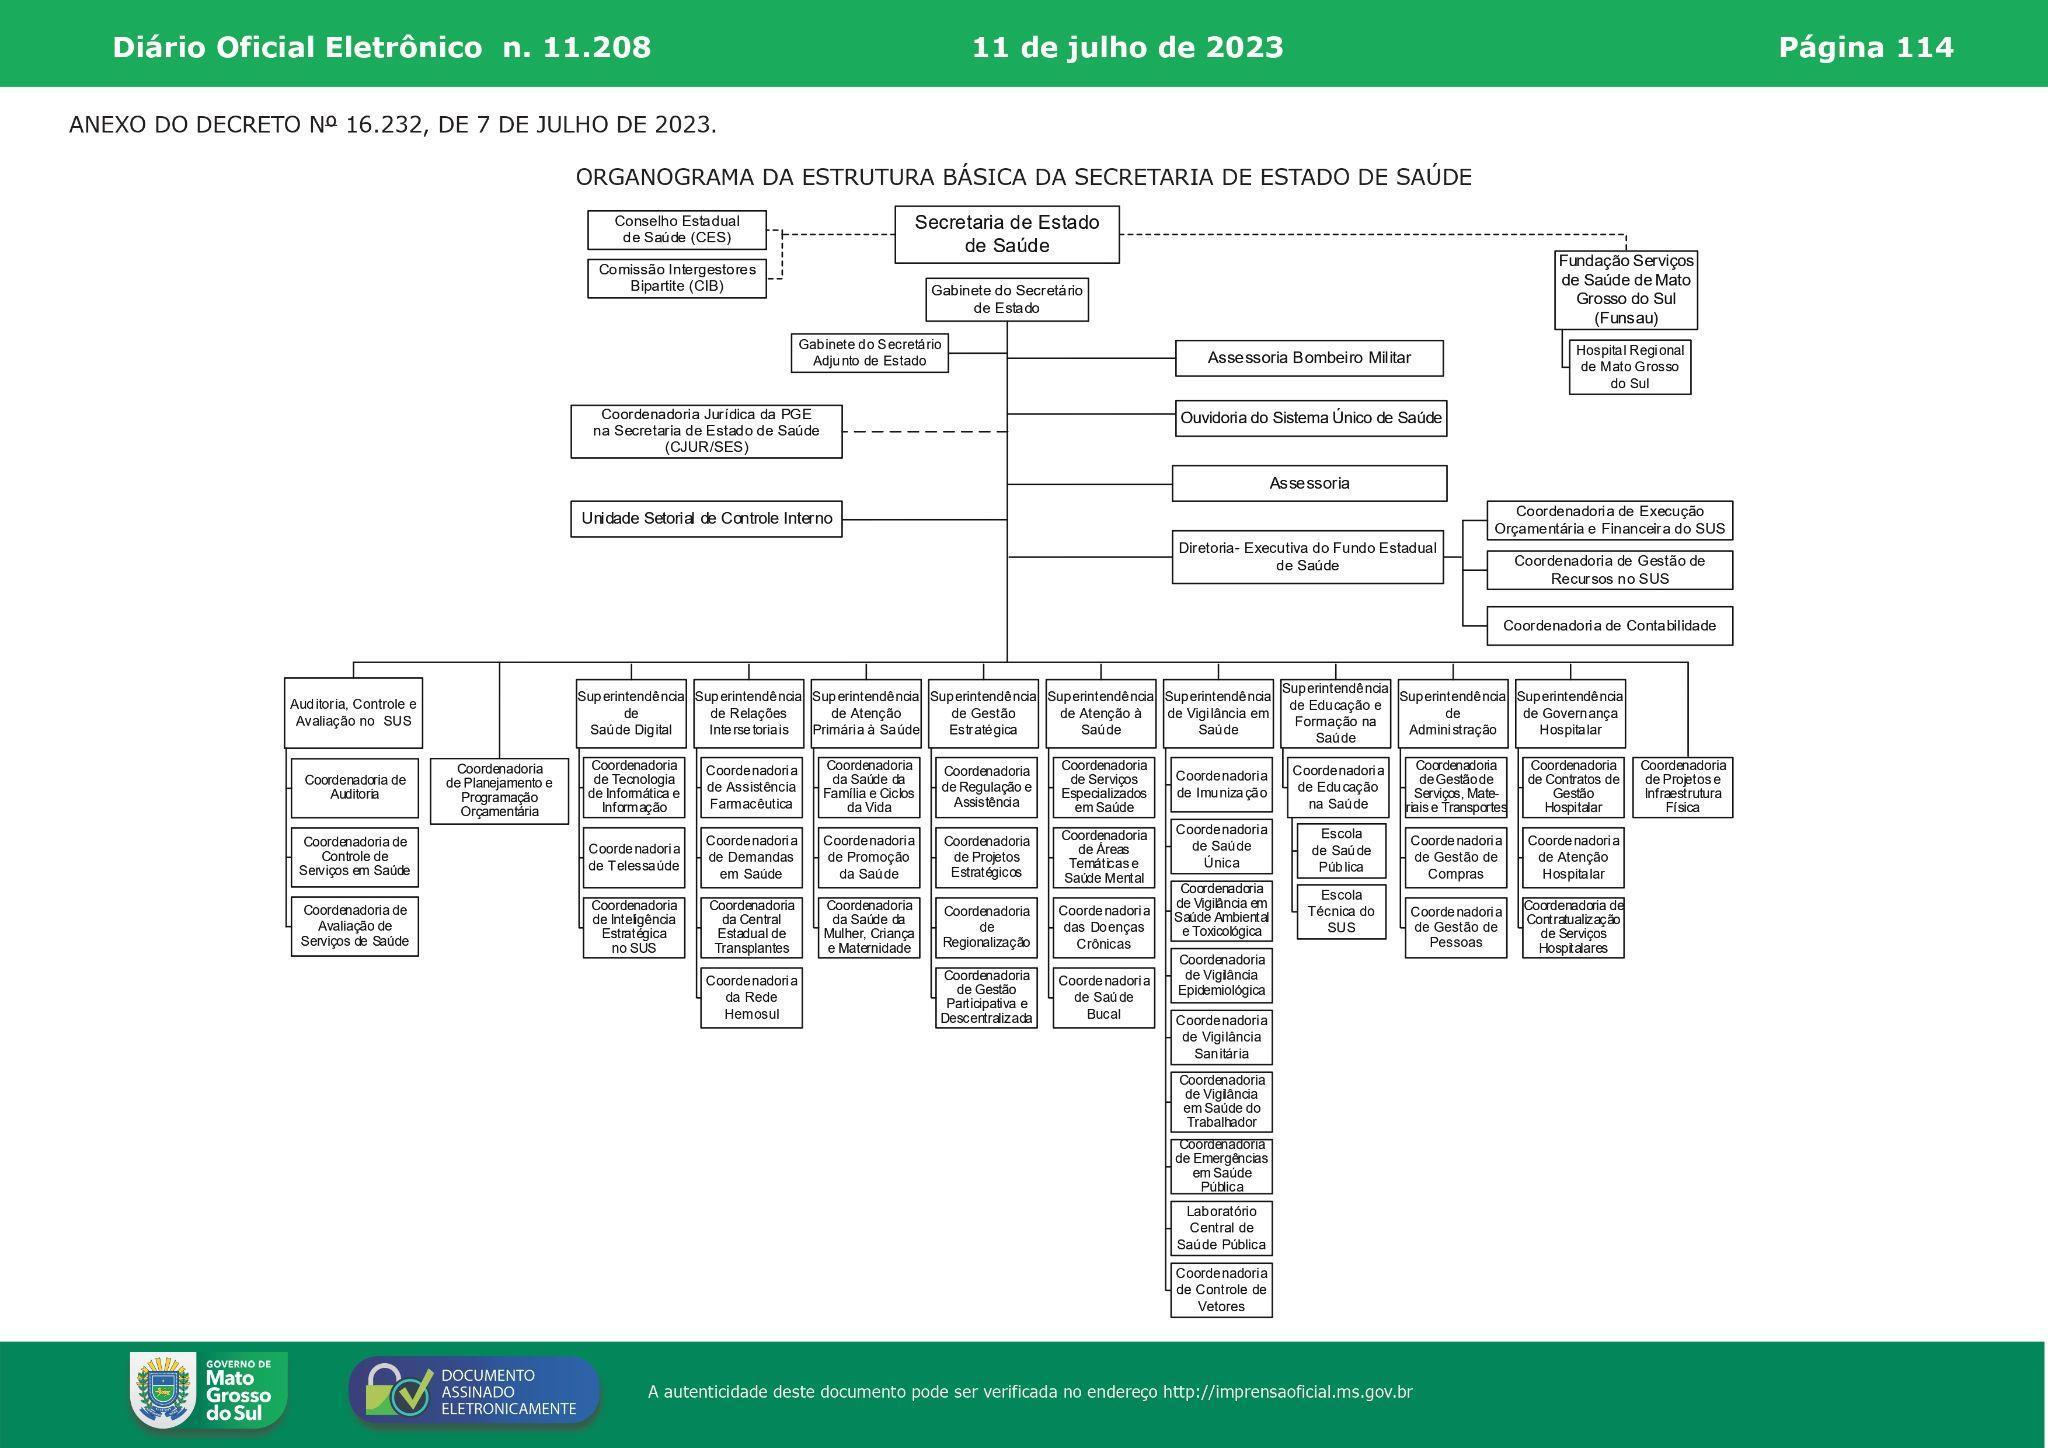 Diário Oficial Eletrônico n. 11.208
11 de julho de 2023
Página 114
ANEXO DO DECRETO Nº 16.232, DE 7 DE JULHO DE 2023.
ORGANOGRAMA DA ESTRUTURA BÁSICA DA SECRETARIA DE ESTADO DE SAÚDE
Conselho Estadual
de Saúde (CES)
Comissão Intergestores
Bipartite (CIB)
Secretaria de Estado
de Saúde
Gabinete do Secretário
de Estado
Fundação Serviços
de Saúde de Mato
Grosso do Sul
(Funsau)
Hospital Regional
de Mato Grosso
do Sul
Gabinete do Secretário
Adjunto de Estado
Assessoria Bombeiro Militar
Coordenadoria Jurídica da PGE
na Secretaria de Estado de Saúde
(CJUR/SES)
Ouvidoria do Sistema Único de Saúde
Assessoria
Unidade Setorial de Controle Interno
Diretoria- Executiva do Fundo Estadual
de Saúde
Coordenadoria de Execução
Orçamentária e Financeira do SUS
Coordenadoria de Gestão de
Recursos no SUS
Coordenadoria de Contabilidade
Auditoria, Controle e
Avaliação no SUS
Coordenadoria de
Auditoria
Coordenadoria de
Controle de
Serviços em Saúde
Coordenadoria de
Avaliação de
Serviços de Saúde
Coordenadoria
de Planejamento e
Programação
Orçamentária
Superintendência
de
Saúde Digital
Coordenadoria
de Tecnologia
de Informática e
Informação
Coordenadoria
de Telessaúde
Coordenadoria
de Inteligência
Estratégica
no SUS
Superintendência
de Relações
Intersetoriais
Coordenadoria
de Assistência
Farmacêutica
Coordenadoria
de Demandas
em Saúde
Coordenadoria
da Central
Estadual de
Transplantes
Coordenadoria
da Rede
Hemosul
Superintendência
de Atenção
Primária à Saúde
Coordenadoria
da Saúde da
Família e Ciclos
da Vida
Coordenadoria
de Promoção
da Saúde
Coordenadoria
da Saúde da
Mulher, Criança
e Maternidade
Superintendência
de Gestão
Estratégica
Coordenadoria
de Regulação e
Assistência
Coordenadoria
de Projetos
Estratégicos
Coordenadoria
de
Regionalização
Coordenadoria
de Gestão
Participativa e
Descentralizada
Superintendência
de Atenção à
Saúde
Coordenadoria
de Serviços
Especializados
em Saúde
Coordenadoria
de Áreas
Temáticas e
Saúde Mental
Coordenadoria
das Doenças
Crônicas
Coordenadoria
de Saúde
Bucal
Superintendência
de Vigilância em
Saúde
Coordenadoria
de Imunização
Coordenadoria
de Saúde
Única
Coordenadoria
de Vigilância em
Saúde Ambiental
e Toxicológica
Coordenadoria
de Vigilância
Epidemiológica
Coordenadoria
de Vigilância
Sanitária
Coordenadoria
de Vigilância
em Saúde do
Trabalhador
Coordenadoria
de Emergências
em Saúde
Pública
Laboratório
Central de
Saúde Pública
Coordenadoria
de Controle de
Vetores
Superintendência
de Educação e
Formação na
Saúde
Coordenadoria
de Educação
na Saúde
Escola
de Saúde
Pública
Escola
Técnica do
SUS
Superintendência
de
Administração
Coordenadoria
de Gestão de
Serviços, Mate-
riais e Transportes
Coordenadoria
de Gestão de
Compras
Coordenadoria
de Gestão de
Pessoas
Superintendência
de Governança
Hospitalar
Coordenadoria
de Contratos de
Gestão
Hospitalar
Coordenadoria
de Atenção
Hospitalar
Coordenadoria de
Contratualização
de Serviços
Hospitalares
Coordenadoria
de Projetos e
Infraestrutura
Física
GOVERNO DE
Mato
Grosso
do Sul
DOCUMENTO
ASSINADO
ELETRONICAMENTE
A autenticidade deste documento pode ser verificada no endereço http://imprensaoficial.ms.gov.br